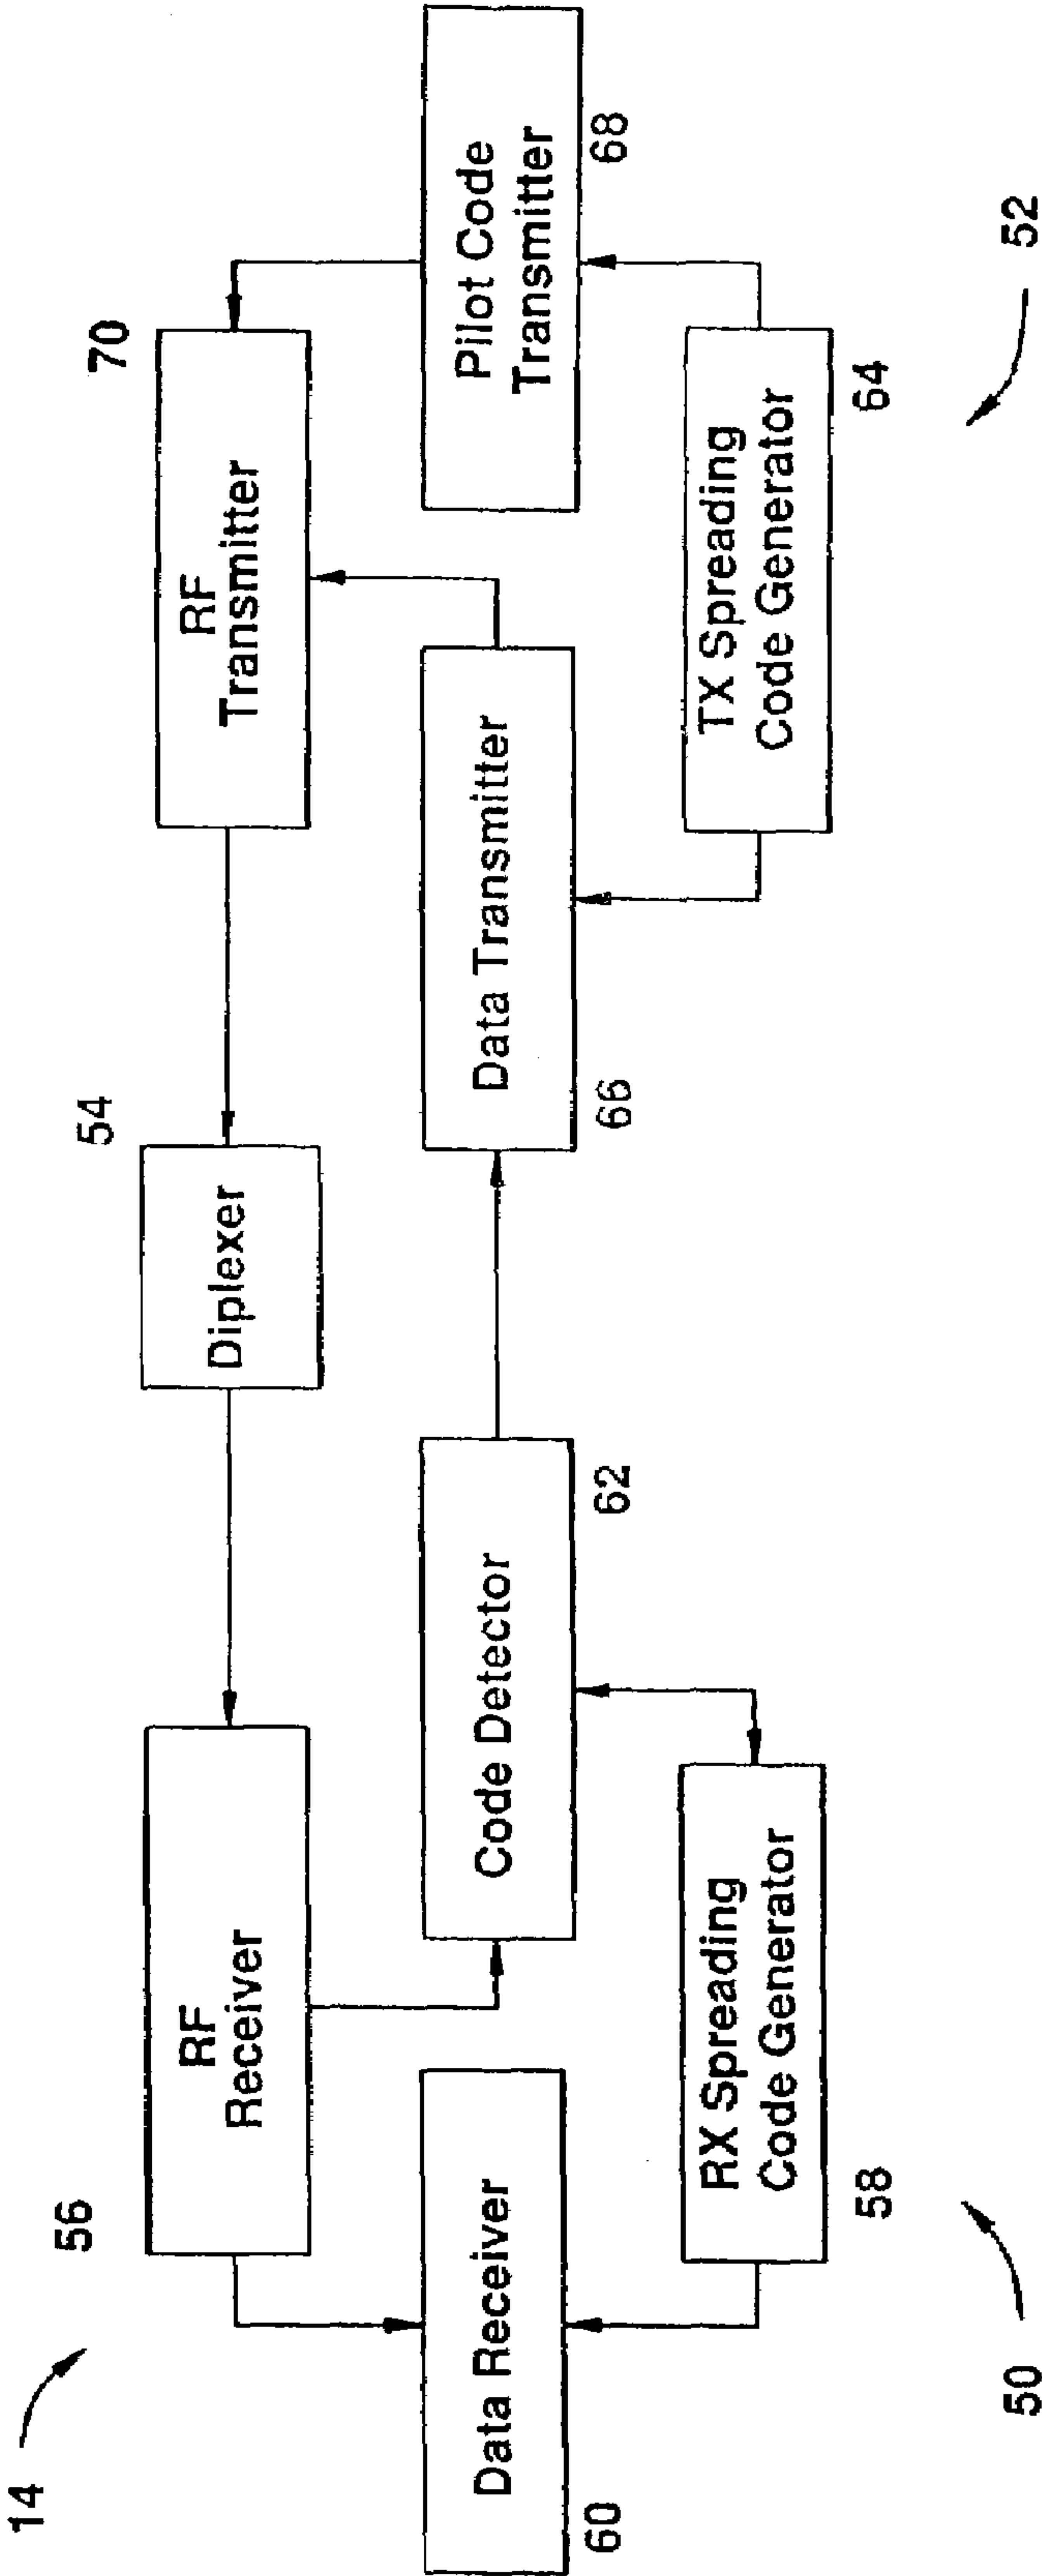 14
56
RF
Receiver
Diplexer
54
RF
Transmitter
70
Data Receiver
60
Code Detector
62
Data Transmitter
66
Pilot Code
Transmitter
68
RX Spreading
Code Generator
58
TX Spreading
Code Generator
64
50
52